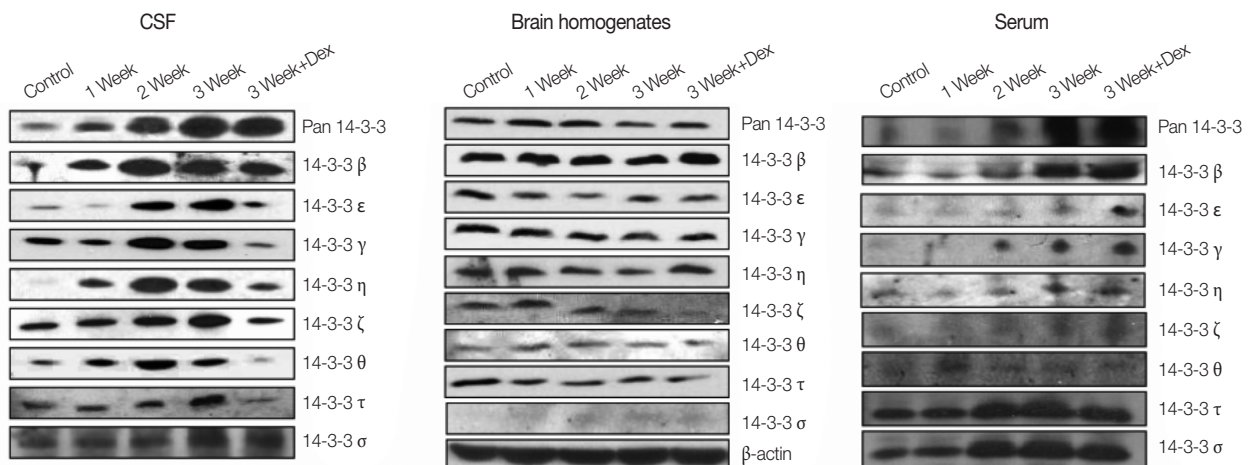 CSF
Control 1 Week 2 Week 3 Week 3 Week+Dex
Pan 14-3-3
14-3-3 β
14-3-3 ε
14-3-3 γ
14-3-3 η
14-3-3 ζ
14-3-3 θ
14-3-3 τ
14-3-3 σ
Brain homogenates
Control 1 Week 2 Week 3 Week 3 Week+Dex
Pan 14-3-3
14-3-3 β
14-3-3 ε
14-3-3 γ
14-3-3 η
14-3-3 ζ
14-3-3 θ
14-3-3 τ
14-3-3 σ
β-actin
Serum
Control 1 Week 2 Week 3 Week 3 Week+Dex
Pan 14-3-3
14-3-3 β
14-3-3 ε
14-3-3 γ
14-3-3 η
14-3-3 ζ
14-3-3 θ
14-3-3 τ
14-3-3 σ